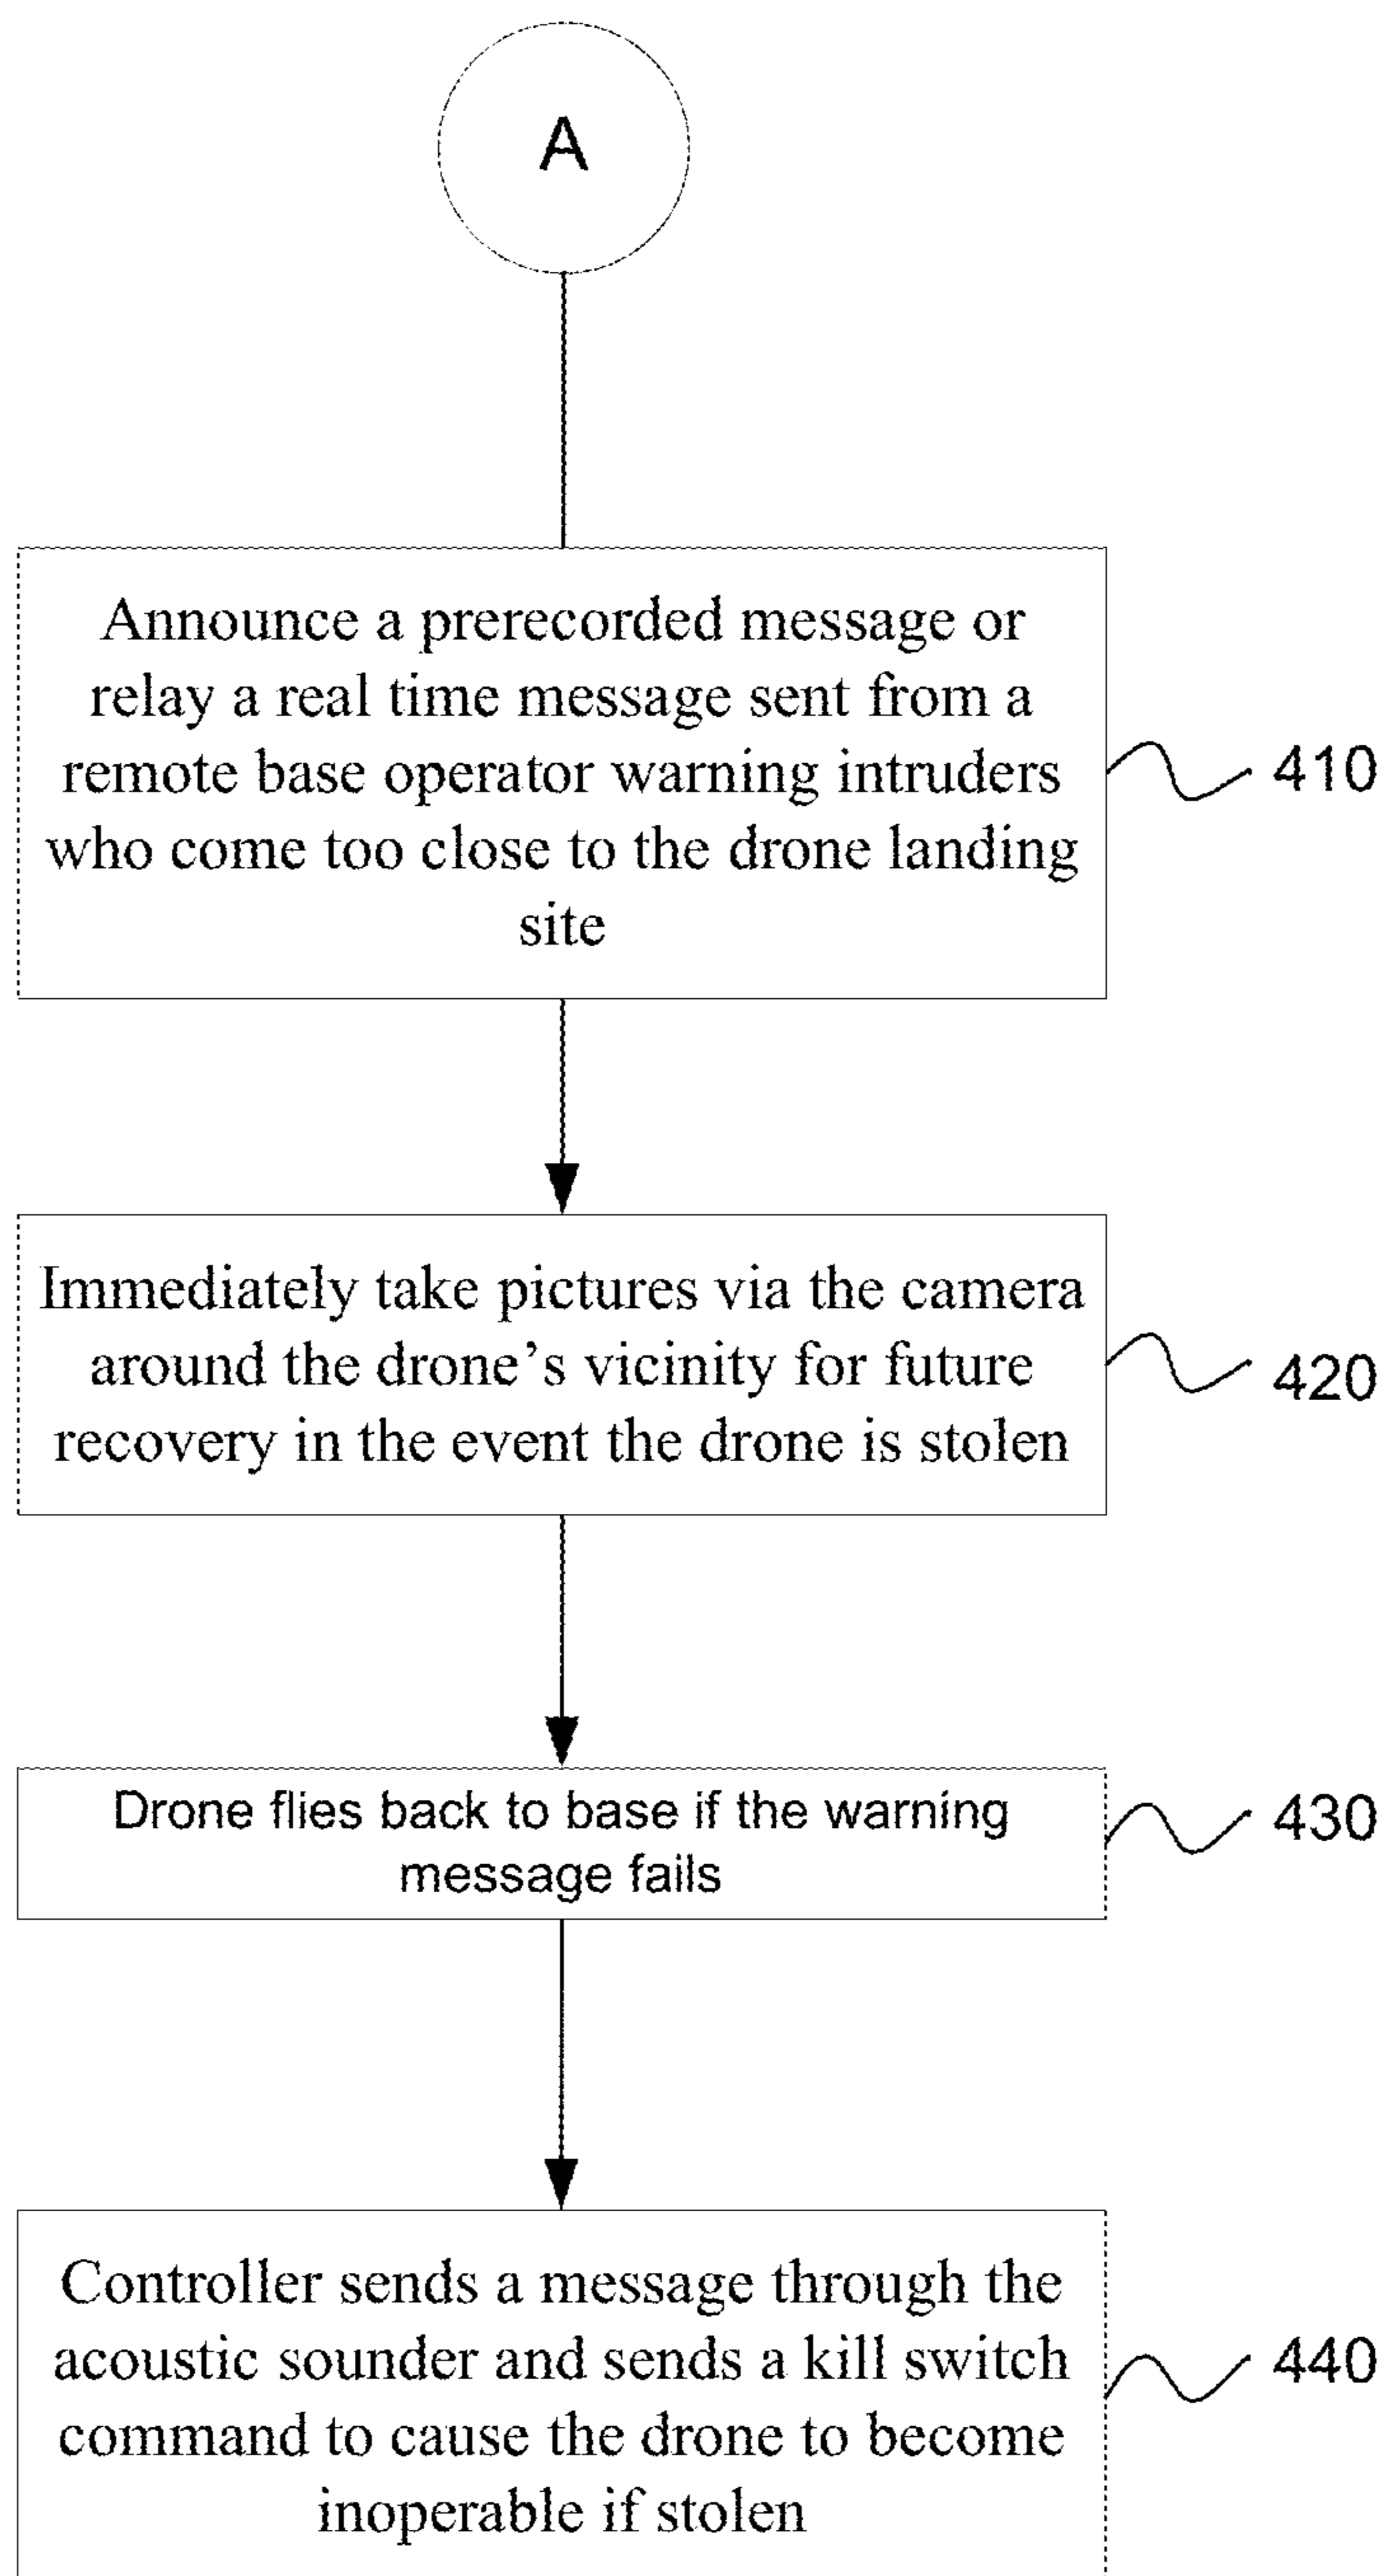 A
Announce a prerecorded message or
relay a real time message sent from a
remote base operator warning intruders
who come too close to the drone landing
site
410
Immediately take pictures via the camera
around the drone’s vicinity for future
recovery in the event the drone is stolen
420
Drone flies back to base if the warning
message fails
430
Controller sends a message through the
acoustic sounder and sends a kill switch
command to cause the drone to become
inoperable if stolen
440